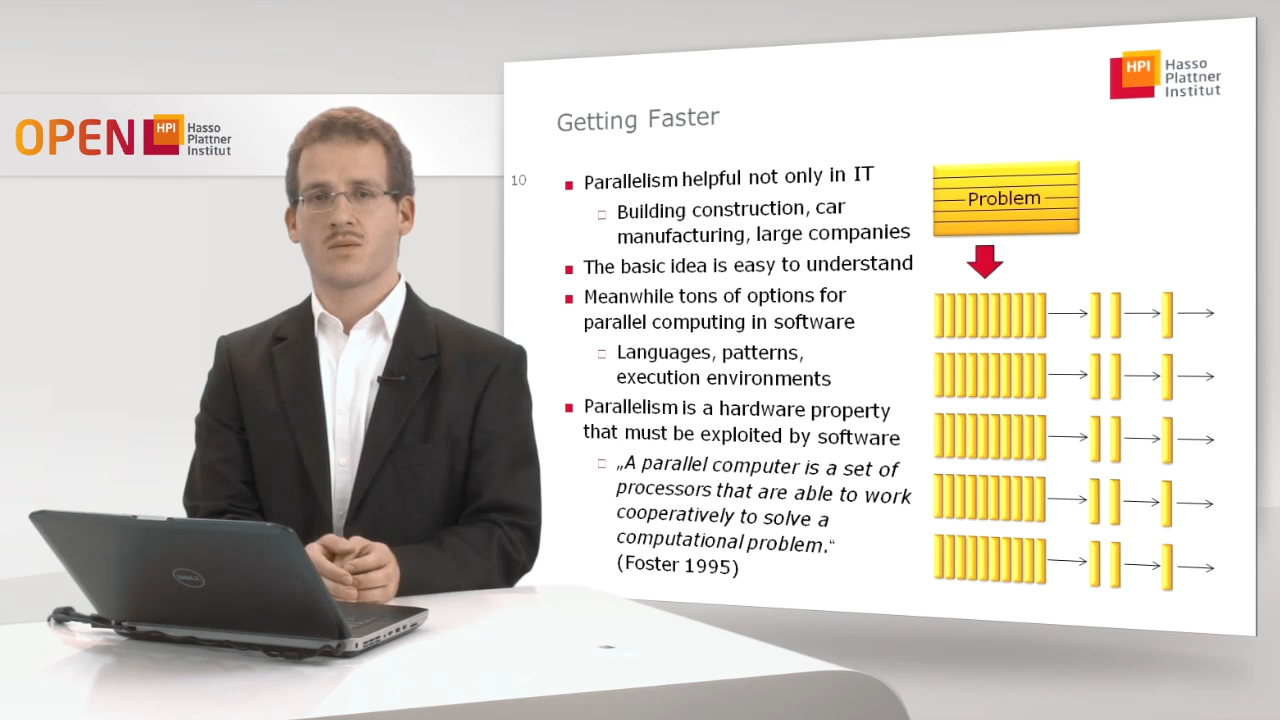 OPEN HPI Hasso
Plattner
Institut
HPI Hasso
Plattner
Institut
Getting Faster
10
Parallelism helpful not only in IT
Building construction, car
manufacturing, large companies
The basic idea is easy to understand
Meanwhile tons of options for
parallel computing in software
Languages, patterns,
execution environments
Parallelism is a hardware property
that must be exploited by software
„A parallel computer is a set of
processors that are able to work
cooperatively to solve a
computational problem.“
(Foster 1995)
Problem
DELL